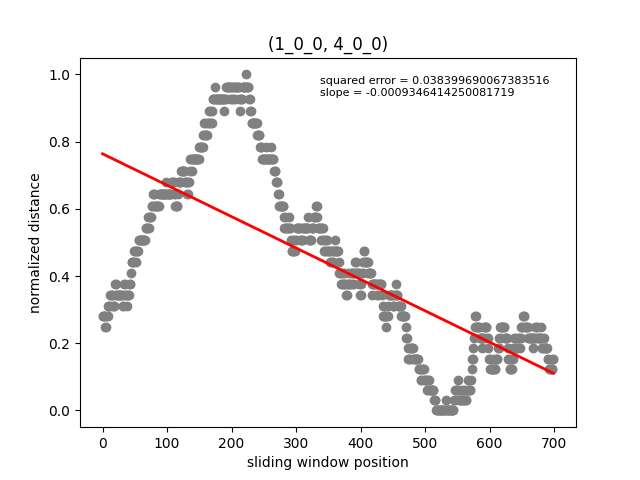 (1_0_0, 4_0_0)
squared error = 0.038399690067383516
slope = -0.0009346414250081719
normalized distance
1.0
0.8
0.6
0.4
0.2
0.0
0 100 200 300 400 500 600 700
sliding window position